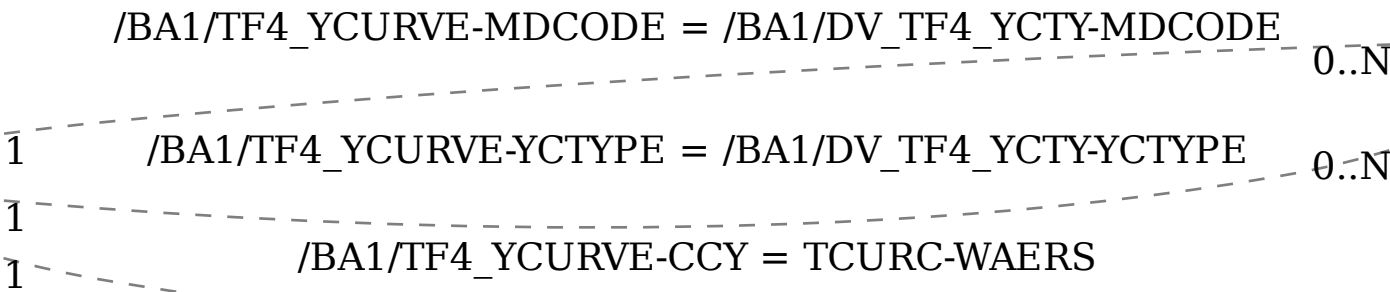 /BA1/TF4_YCURVE-MDCODE = /BA1/DV_TF4_YCTY-MDCODE
0..N
1
/BA1/TF4_YCURVE-YCTYPE = /BA1/DV_TF4_YCTY-YCTYPE
0..N
1
/BA1/TF4_YCURVE-CCY = TCURC-WAERS
1